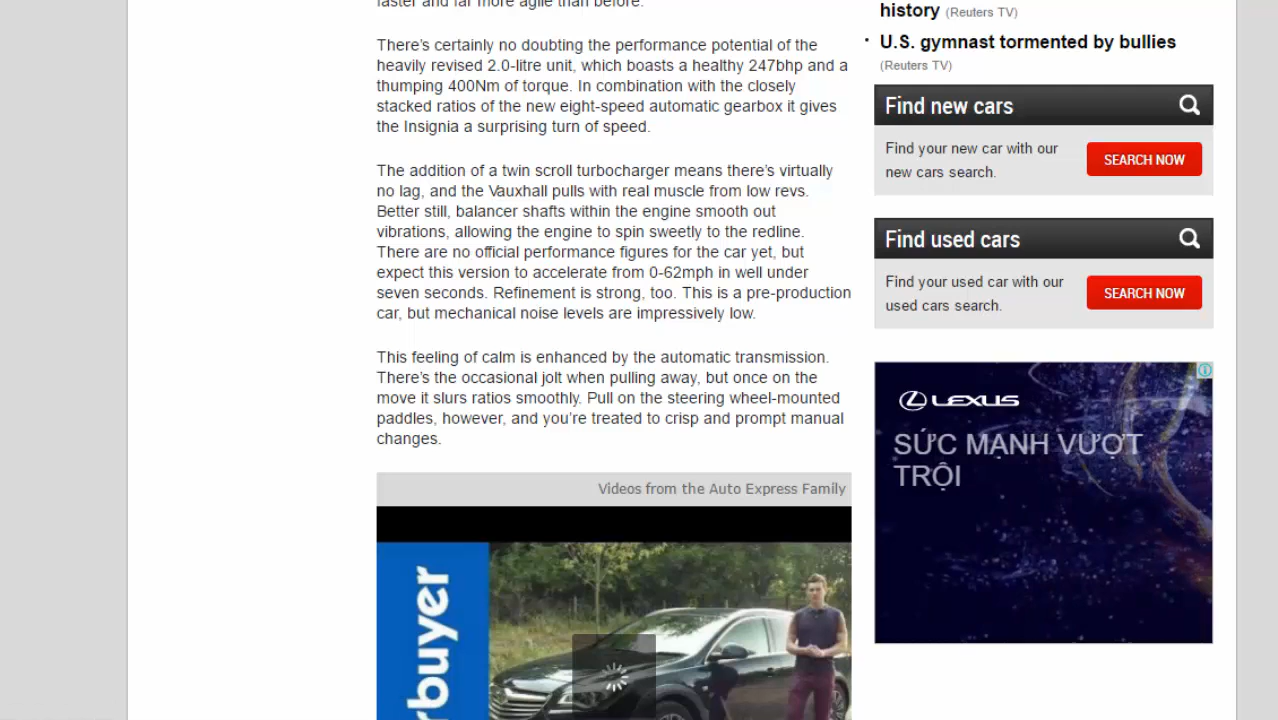 faster and far more agile than before.
There's certainly no doubting the performance potential of the
heavily revised 2.0-litre unit, which boasts a healthy 247bhp and a
thumping 400Nm of torque. In combination with the closely
stacked ratios of the new eight-speed automatic gearbox it gives
the Insignia a surprising turn of speed.
The addition of a twin scroll turbocharger means there's virtually
no lag, and the Vauxhall pulls with real muscle from low revs.
Better still, balancer shafts within the engine smooth out
vibrations, allowing the engine to spin sweetly to the redline.
There are no official performance figures for the car yet, but
expect this version to accelerate from 0-62mph in well under
seven seconds. Refinement is strong, too. This is a pre-production
car, but mechanical noise levels are impressively low.
This feeling of calm is enhanced by the automatic transmission.
There's the occasional jolt when pulling away, but once on the
move it slurs ratios smoothly. Pull on the steering wheel-mounted
paddles, however, and you're treated to crisp and prompt manual
changes.
Videos from the Auto Express Family
rbuyer
history (Reuters TV)
· U.S. gymnast tormented by bullies
(Reuters TV)
Find new cars
Find your new car with our
new cars search.
SEARCH NOW
Find used cars
Find your used car with our
used cars search.
SEARCH NOW
LEXUS
SỨC MẠNH VƯỢT
TRỘI